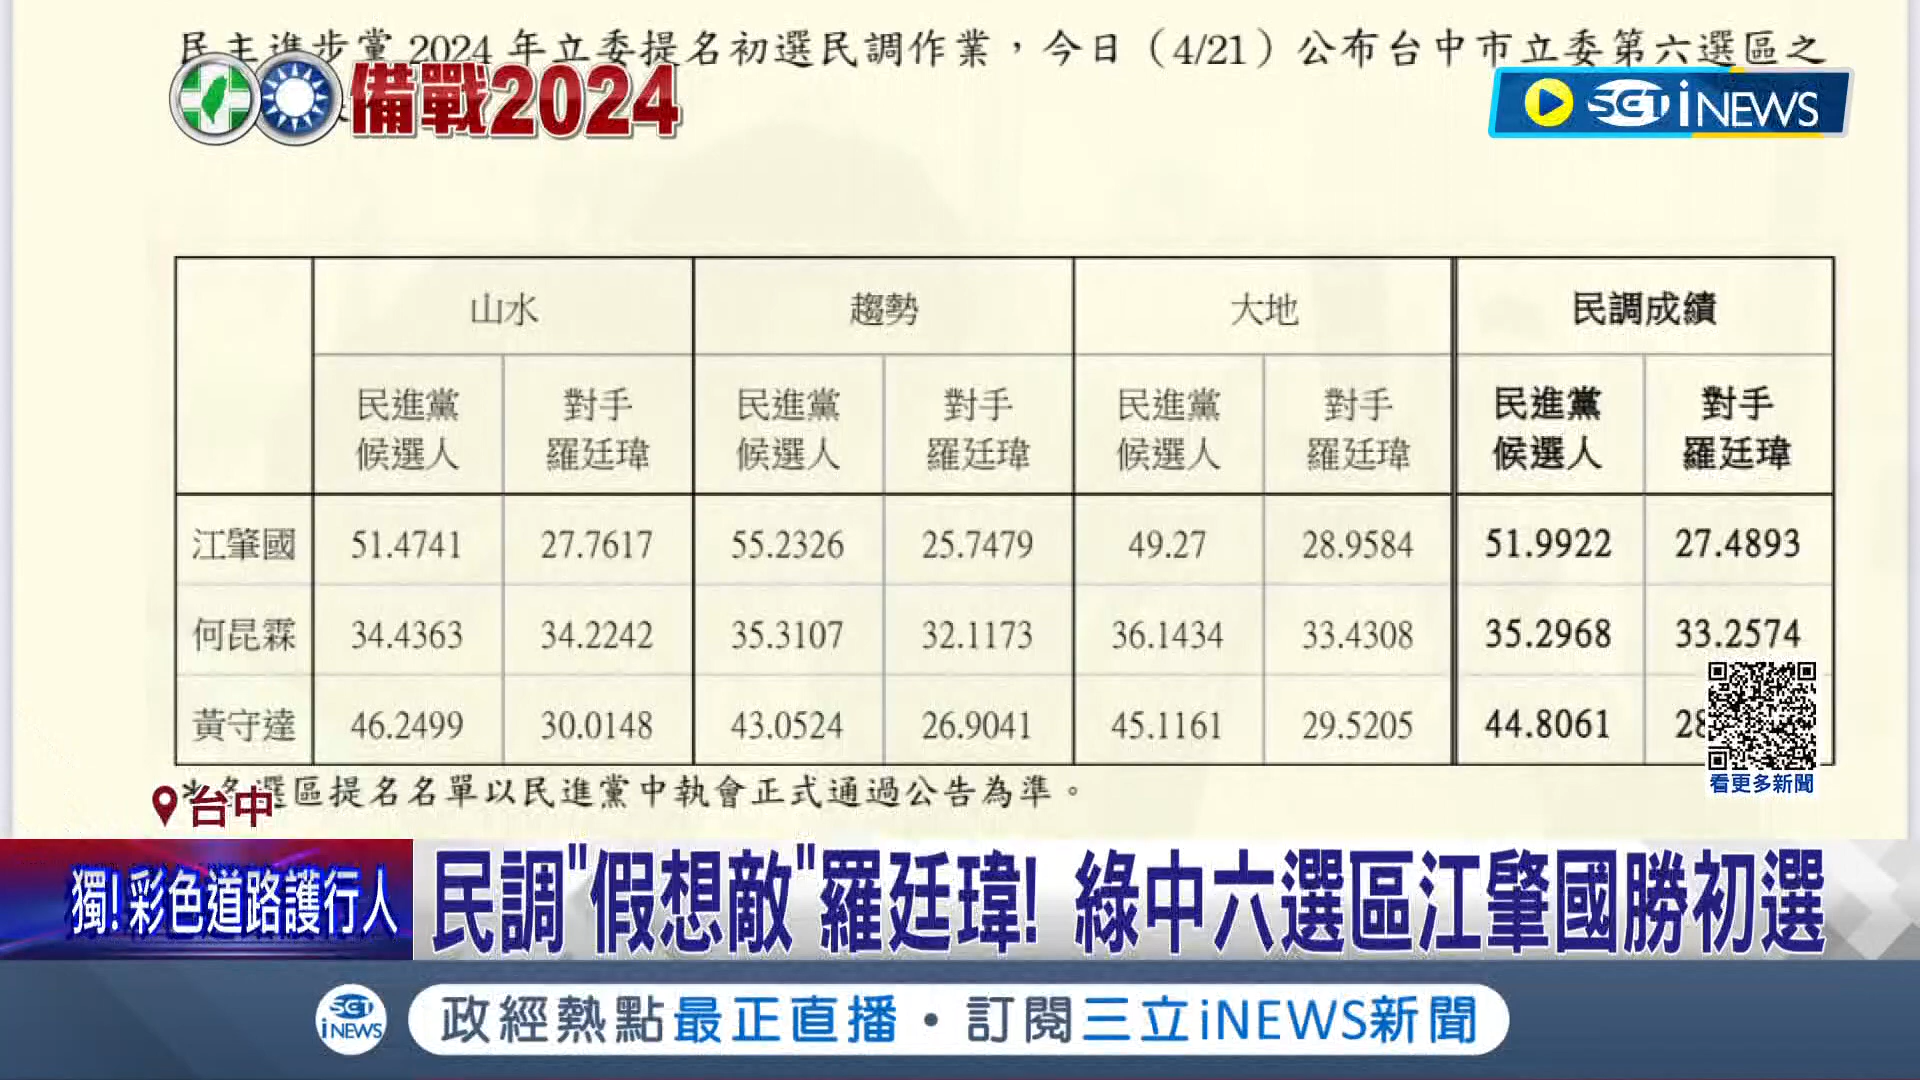 民主進步黨 2024 年立委提名初選民調作業，今日（4/21）公布台中市立委第六選區之
備戰2024
SET iNEWS
山水 趨勢 大地 民調成績
民進黨候選人 對手羅廷瑋 民進黨候選人 對手羅廷瑋 民進黨候選人 對手羅廷瑋 民進黨候選人 對手羅廷瑋
江肇國 51.4741 27.7617 55.2326 25.7479 49.27 28.9584 51.9922 27.4893
何昆霖 34.4363 34.2242 35.3107 32.1173 36.1434 33.4308 35.2968 33.2574
黃守達 46.2499 30.0148 43.0524 26.9041 45.1161 29.5205 44.8061 28
看更多新聞
*各選區提名名單以民進黨中執會正式通過公告為準。
台中
獨!彩色道路護行人
民調"假想敵"羅廷瑋! 綠中六選區江肇國勝初選
SET iNEWS
政經熱點最正直播・訂閱三立iNEWS新聞